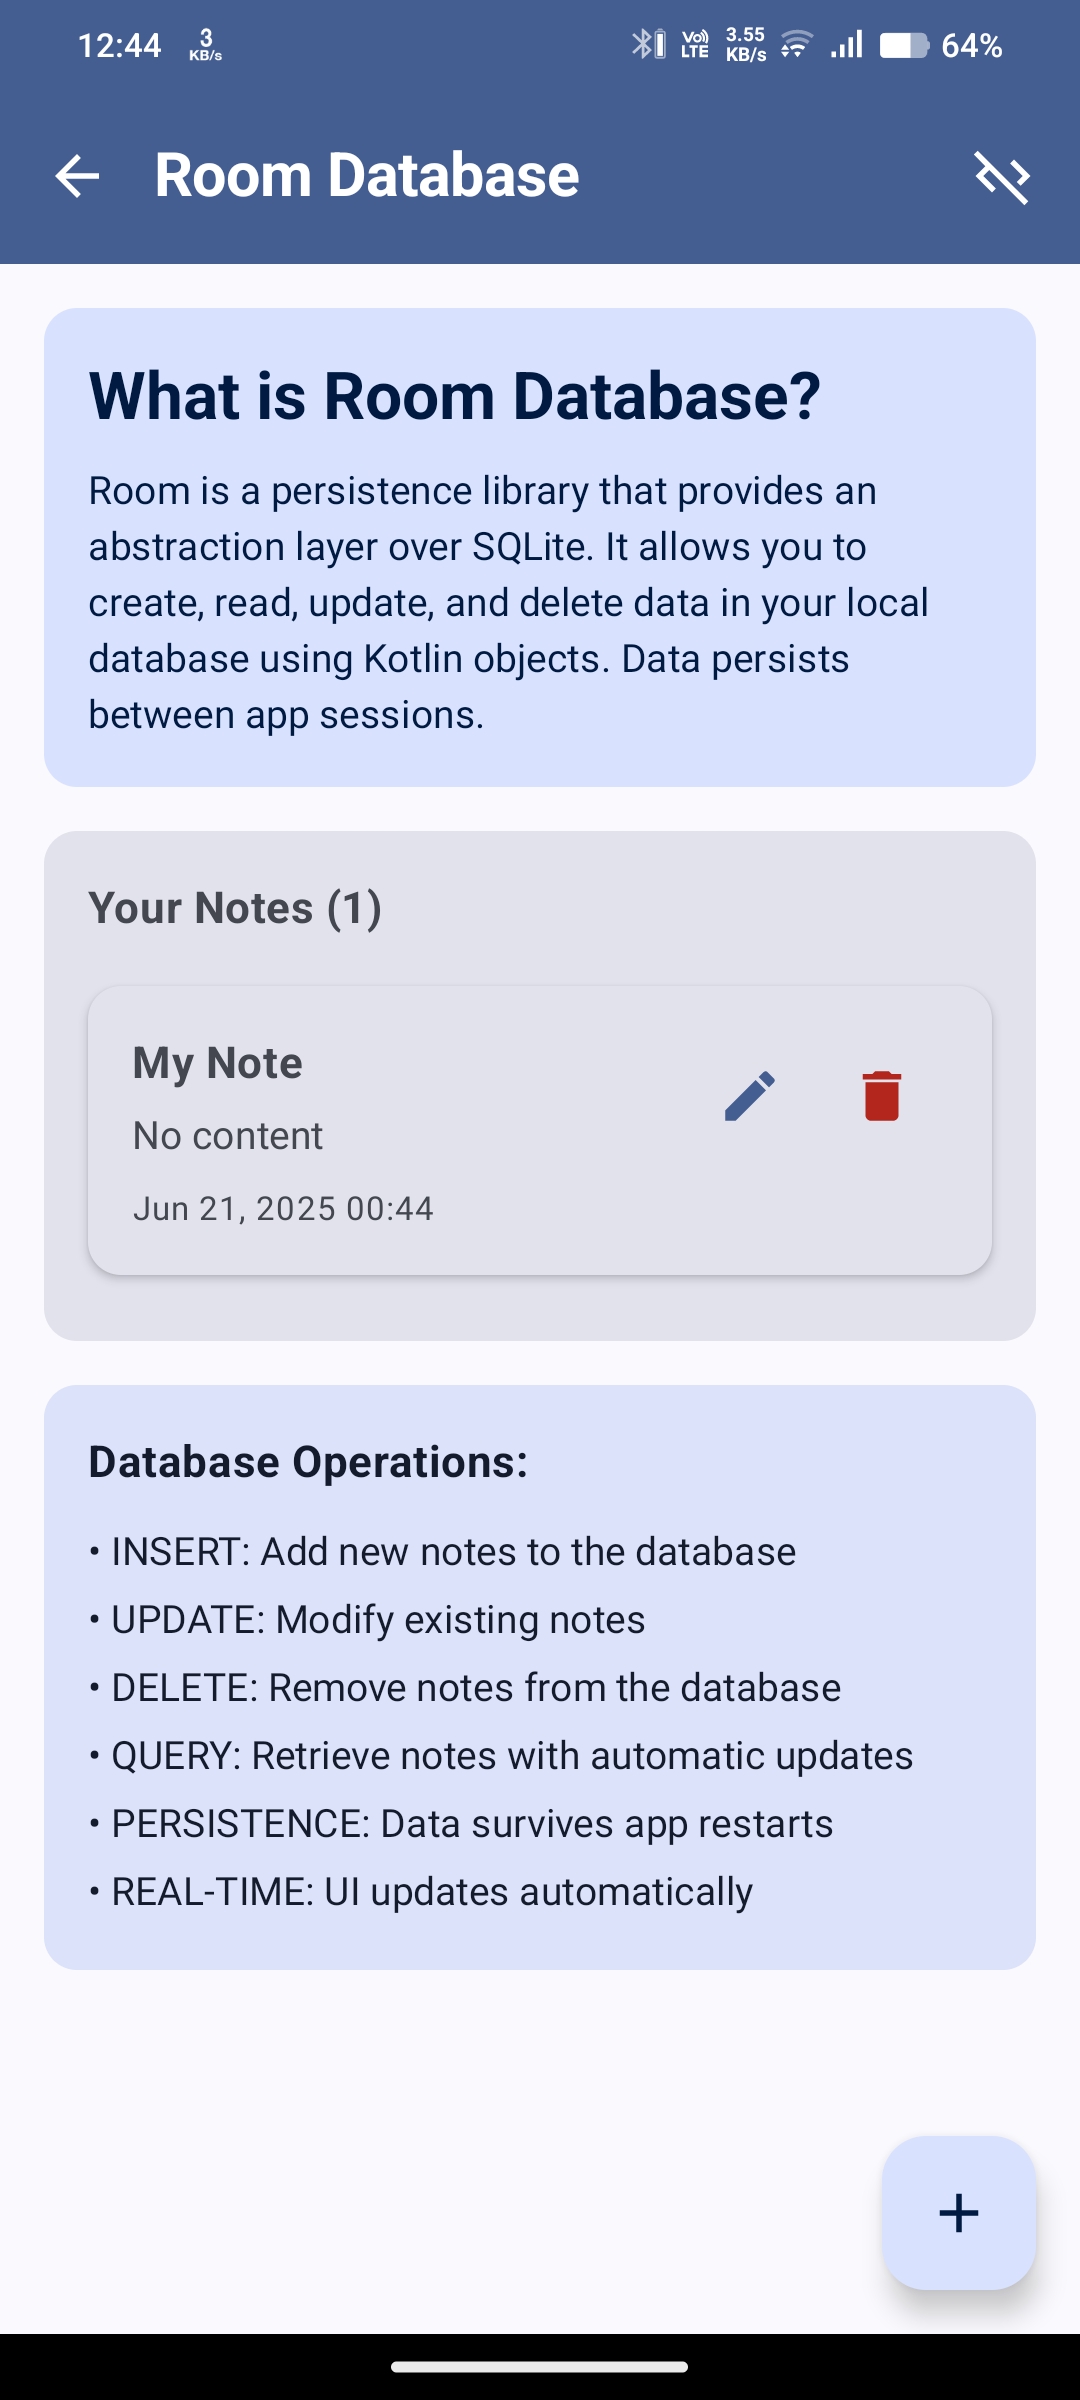 12:44
3
KB/s
Vo))
LTE
3.55
KB/s
64%
Room Database
What is Room Database?
Room is a persistence library that provides an
abstraction layer over SQLite. It allows you to
create, read, update, and delete data in your local
database using Kotlin objects. Data persists
between app sessions.
Your Notes (1)
My Note
No content
Jun 21, 2025 00:44
Database Operations:
• INSERT: Add new notes to the database
• UPDATE: Modify existing notes
• DELETE: Remove notes from the database
• QUERY: Retrieve notes with automatic updates
• PERSISTENCE: Data survives app restarts
• REAL-TIME: UI updates automatically